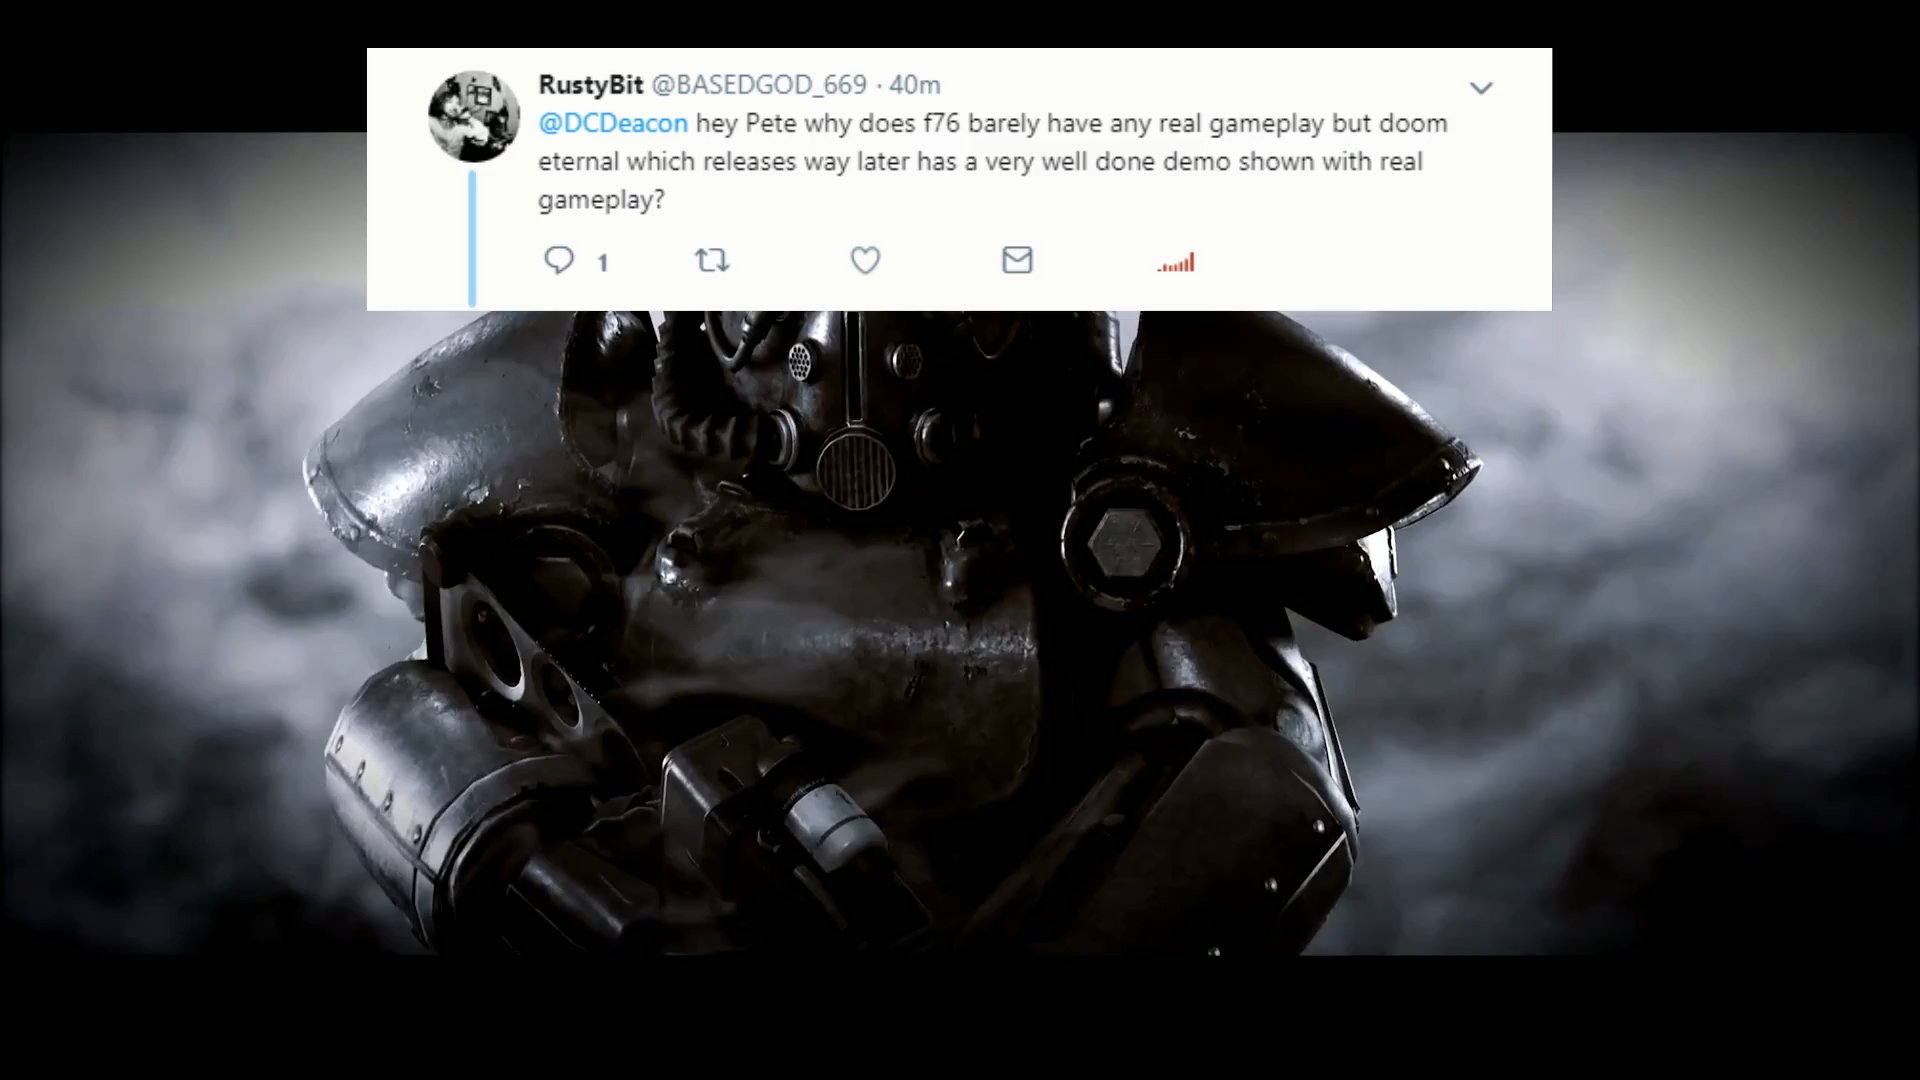 RustyBit @BASEDGOD_669 · 40m
@DCDeacon hey Pete why does f76 barely have any real gameplay but doom
eternal which releases way later has a very well done demo shown with real
gameplay?
1